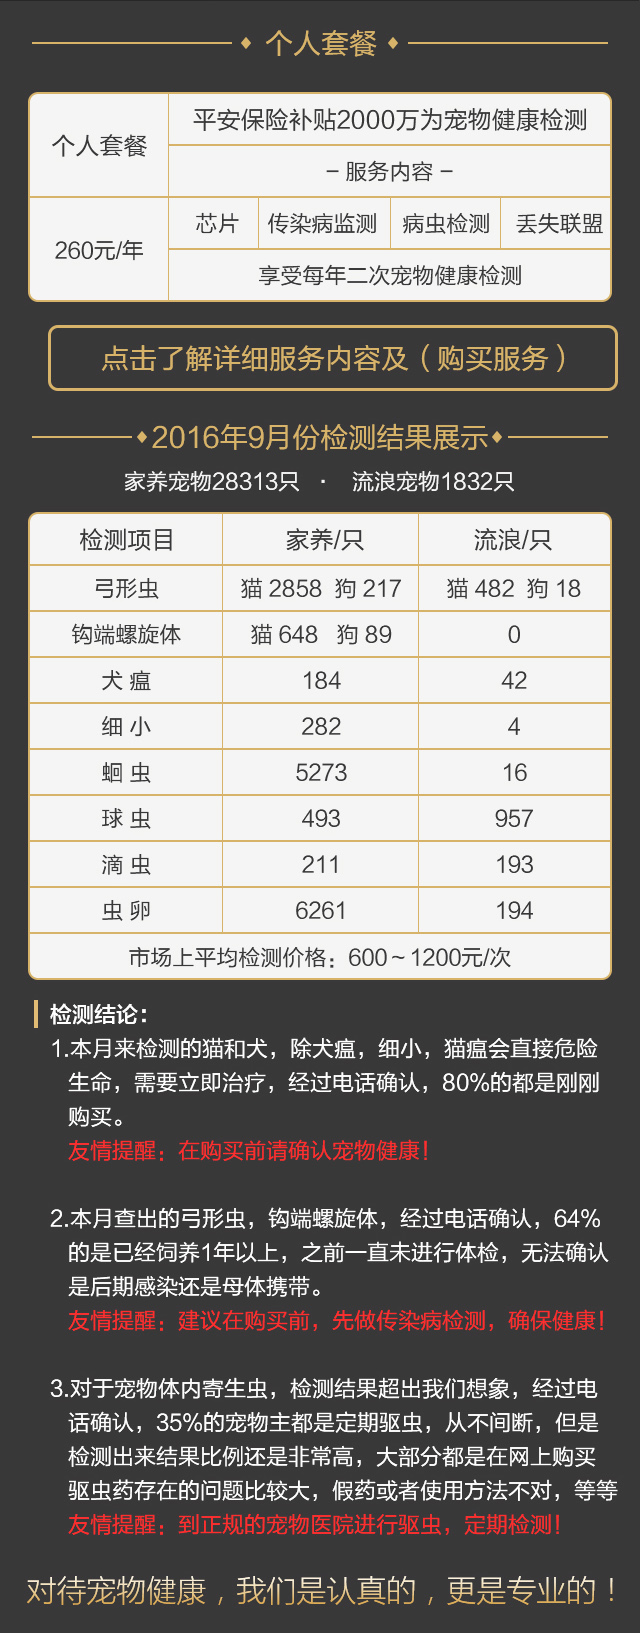 个人套餐
个人套餐
平安保险补贴2000万为宠物健康检测
– 服务内容 –
260元/年
芯片 传染病监测 病虫检测 丢失联盟
享受每年二次宠物健康检测
点击了解详细服务内容及（购买服务）
2016年9月份检测结果展示
家养宠物28313只 · 流浪宠物1832只
检测项目 家养/只 流浪/只
弓形虫 猫 2858 狗 217 猫 482 狗 18
钩端螺旋体 猫 648 狗 89 0
犬 瘟 184 42
细 小 282 4
蛔 虫 5273 16
球 虫 493 957
滴 虫 211 193
虫 卵 6261 194
市场上平均检测价格：600～1200元/次
检测结论：
1.本月来检测的猫和犬，除犬瘟，细小，猫瘟会直接危险
生命，需要立即治疗，经过电话确认，80%的都是刚刚
购买。
友情提醒：在购买前请确认宠物健康！
2.本月查出的弓形虫，钩端螺旋体，经过电话确认，64%
的是已经饲养1年以上，之前一直未进行体检，无法确认
是后期感染还是母体携带。
友情提醒：建议在购买前，先做传染病检测，确保健康！
3.对于宠物体内寄生虫，检测结果超出我们想象，经过电
话确认，35%的宠物主都是定期驱虫，从不间断，但是
检测出来结果比例还是非常高，大部分都是在网上购买
驱虫药存在的问题比较大，假药或者使用方法不对，等等
友情提醒：到正规的宠物医院进行驱虫，定期检测！
对待宠物健康，我们是认真的，更是专业的！